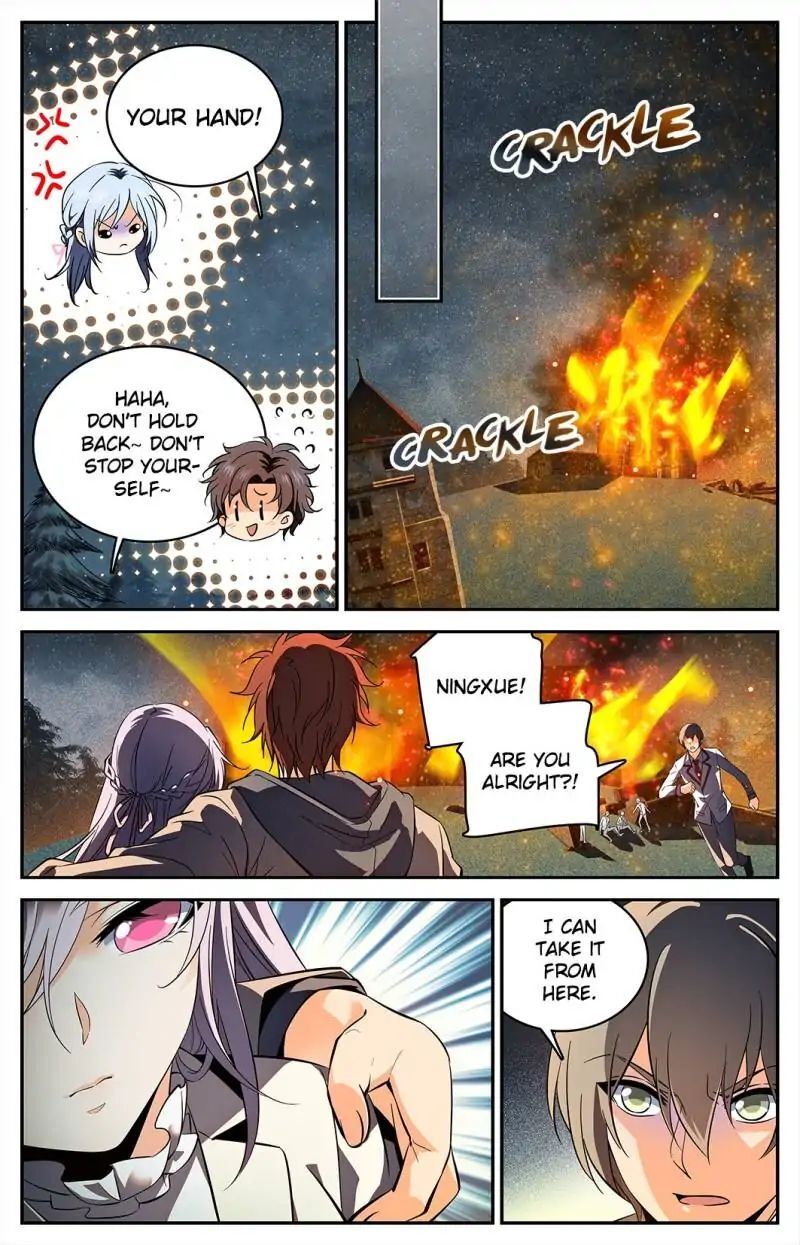 YOUR HAND!
HAHA,
DON'T HOLD
BACK~ DON'T
STOP YOUR-
SELF~
CRACKLE
CRACKLE
NINGXUE!
ARE YOU
ALRIGHT?!
I CAN
TAKE IT
FROM
HERE.